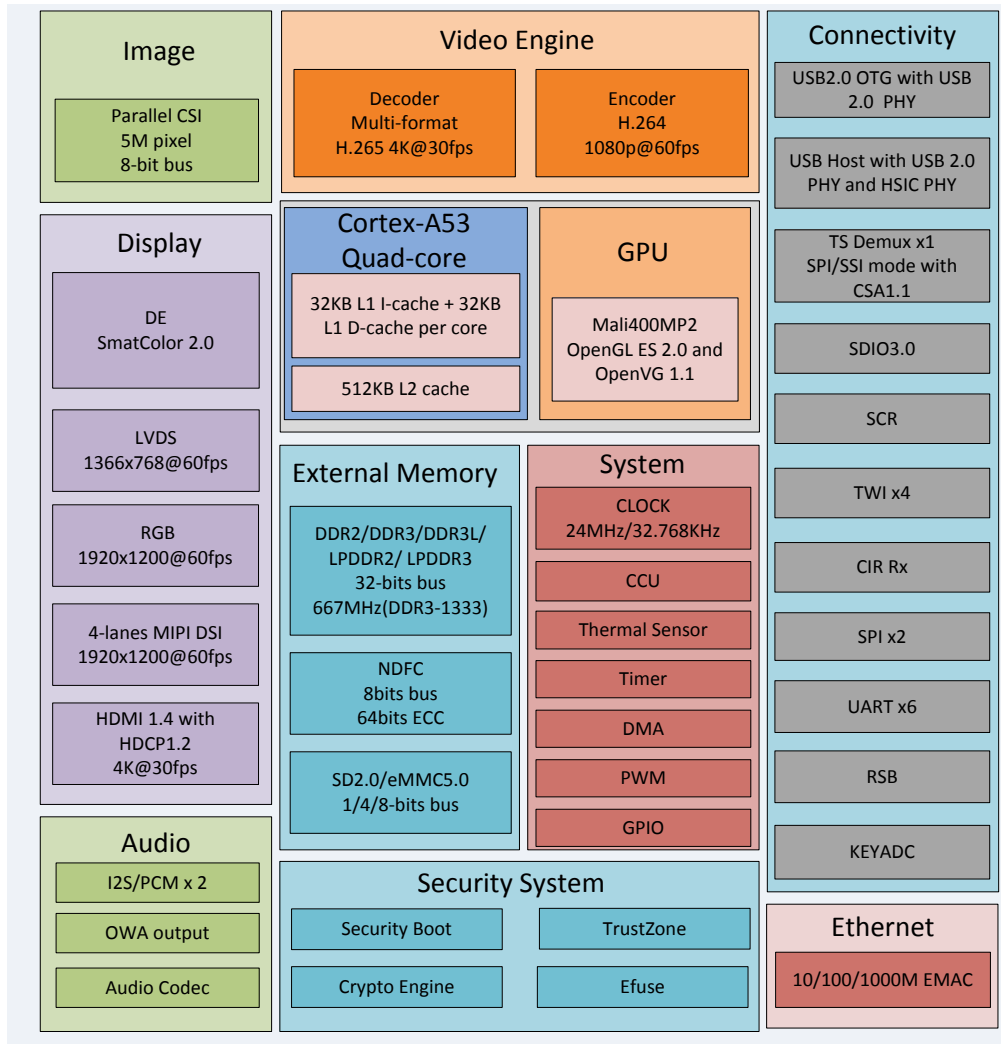 Image
Parallel CSI
5M pixel
8-bit bus
Video Engine
Decoder
Multi-format
H.265 4K@30fps
Encoder
H.264
1080p@60fps
Connectivity
USB2.0 OTG with USB
2.0 PHY
USB Host with USB 2.0
PHY and HSIC PHY
TS Demux x1
SPI/SSI mode with
CSA1.1
SDIO3.0
SCR
TWI x4
CIR Rx
SPI x2
UART x6
RSB
KEYADC
Display
DE
SmatColor 2.0
LVDS
1366x768@60fps
RGB
1920x1200@60fps
4-lanes MIPI DSI
1920x1200@60fps
HDMI 1.4 with
HDCP1.2
4K@30fps
Cortex-A53
Quad-core
32KB L1 I-cache + 32KB
L1 D-cache per core
512KB L2 cache
GPU
Mali400MP2
OpenGL ES 2.0 and
OpenVG 1.1
External Memory
DDR2/DDR3/DDR3L/
LPDDR2/ LPDDR3
32-bits bus
667MHz(DDR3-1333)
NDFC
8bits bus
64bits ECC
SD2.0/eMMC5.0
1/4/8-bits bus
System
CLOCK
24MHz/32.768KHz
CCU
Thermal Sensor
Timer
DMA
PWM
GPIO
Audio
I2S/PCM x 2
OWA output
Audio Codec
Security System
Security Boot
TrustZone
Crypto Engine
Efuse
Ethernet
10/100/1000M EMAC